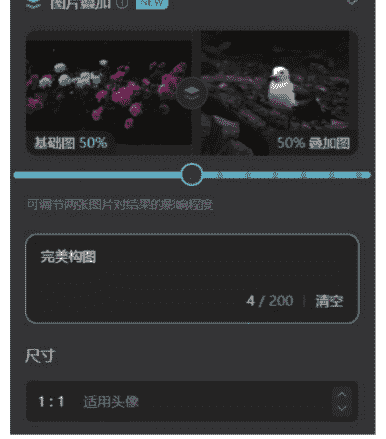 图片叠加 NEW
基础图 50%
50% 叠加图
可调节两张图片对结果的影响程度
完美构图
4 / 200 清空
尺寸
1 : 1 适用头像